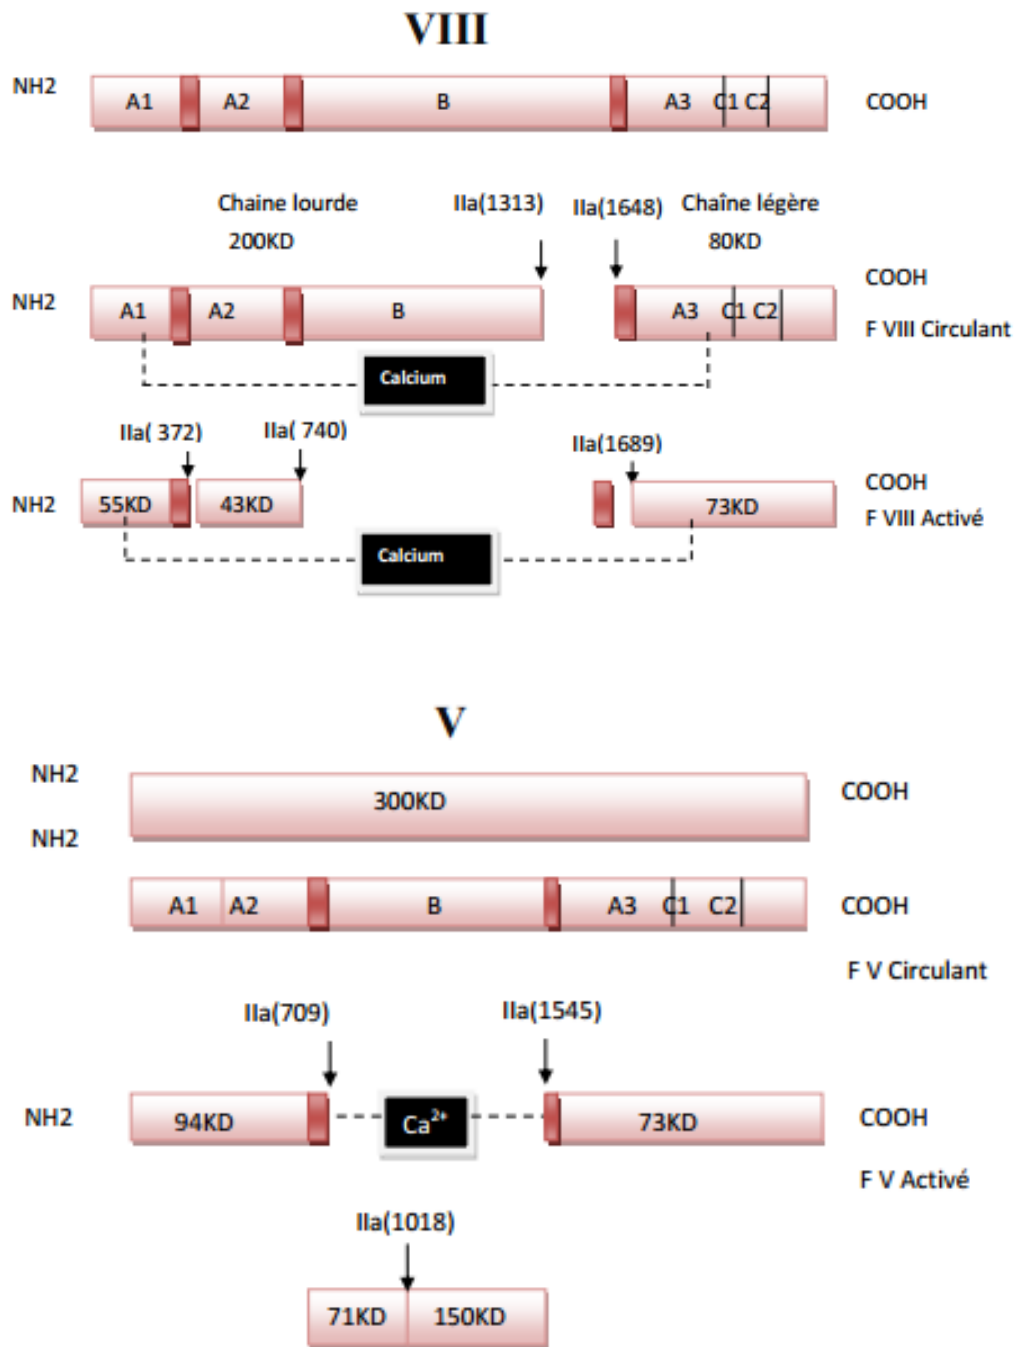 VIII
NH2 A1 A2 B A3 C1 C2 COOH
Chaine lourde IIa(1313) IIa(1648) Chaîne légère
200KD 80KD
COOH
NH2 A1 A2 B A3 C1 C2
F VIII Circulant
Calcium
IIa( 372) IIa( 740) IIa(1689)
COOH
NH2 55KD 43KD 73KD
F VIII Activé
Calcium
V
NH2
300KD COOH
NH2
A1 A2 B A3 C1 C2 COOH
F V Circulant
IIa(709) IIa(1545)
NH2 94KD Ca²⁺ 73KD COOH
F V Activé
IIa(1018)
71KD 150KD